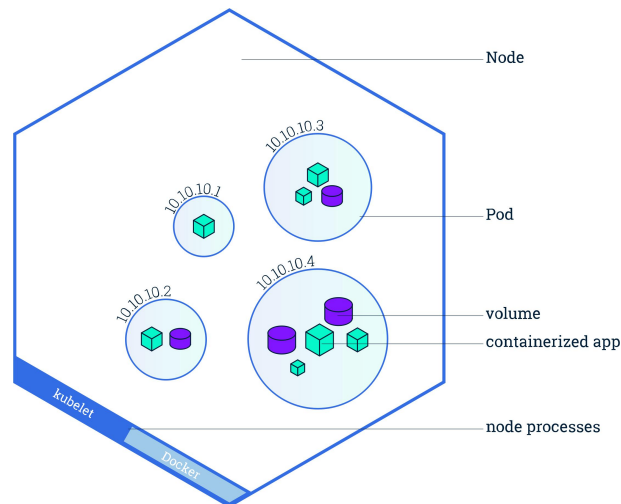 Node
10.10.10.3
10.10.10.1
Pod
10.10.10.4
10.10.10.2
volume
containerized app
kubelet
node processes
Docker